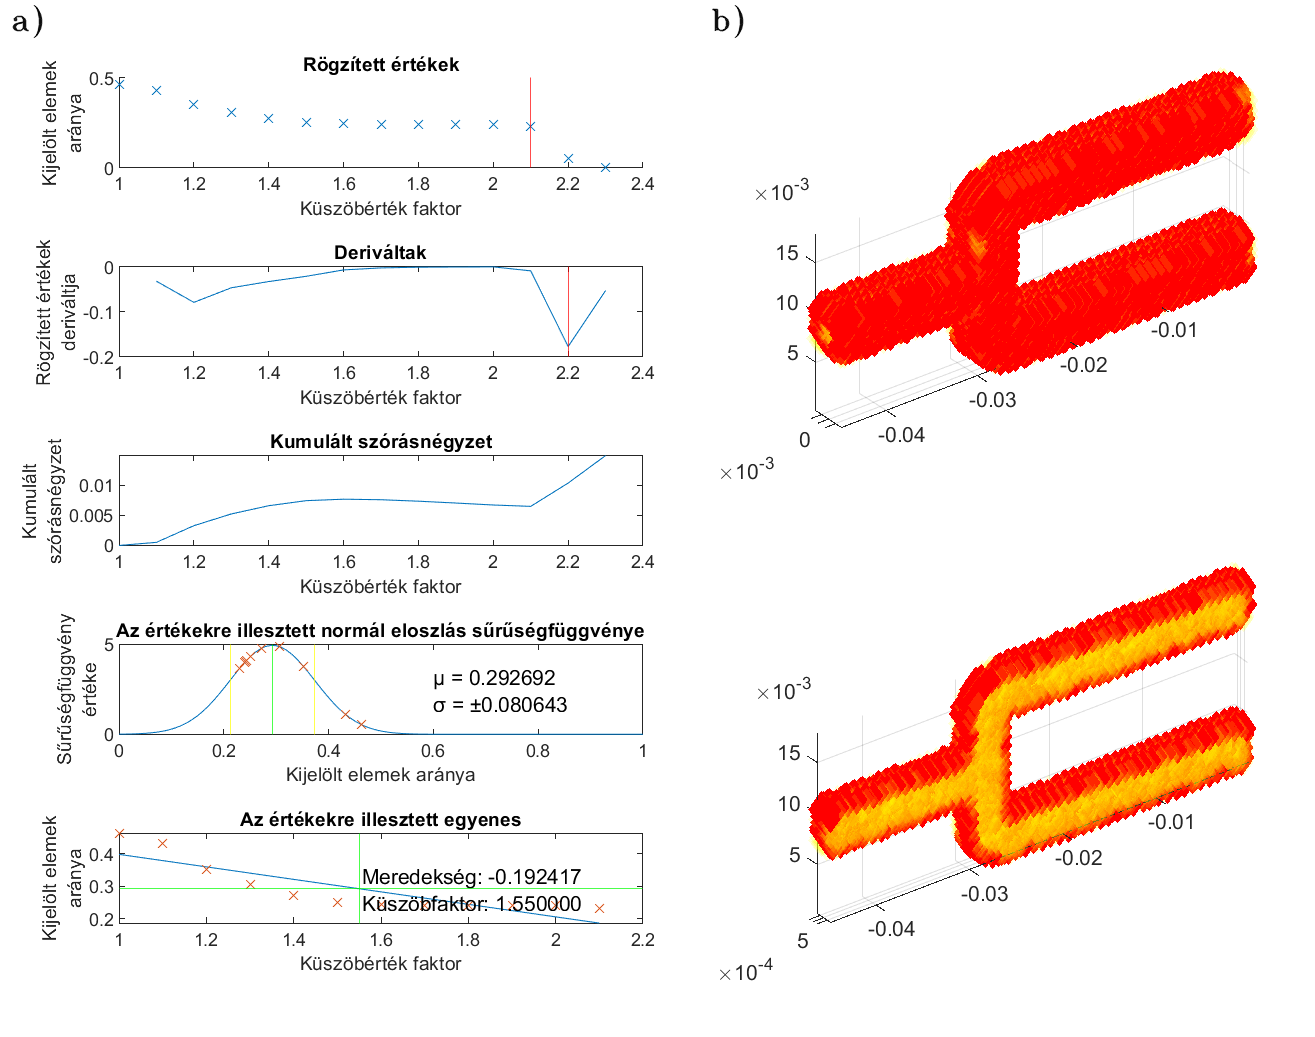 a)
Rögzített értékek
Kijelölt elemek
aránya
0.5
0
1 1.2 1.4 1.6 1.8 2 2.2 2.4
Küszöbérték faktor
Deriváltak
Rögzített értékek
deriváltja
0
-0.1
-0.2
1 1.2 1.4 1.6 1.8 2 2.2 2.4
Küszöbérték faktor
Kumulált szórásnégyzet
Kumulált
szórásnégyzet
0.01
0.005
0
1 1.2 1.4 1.6 1.8 2 2.2 2.4
Küszöbérték faktor
Az értékekre illesztett normál eloszlás sűrűségfüggvénye
Sűrűségfüggvény
értéke
5
0
μ = 0.292692
σ = ±0.080643
0 0.2 0.4 0.6 0.8 1
Kijelölt elemek aránya
Az értékekre illesztett egyenes
Kijelölt elemek
aránya
0.4
0.3
0.2
Meredekség: -0.192417
Küszöbfaktor: 1.550000
1 1.2 1.4 1.6 1.8 2 2.2
Küszöbérték faktor
b)
×10-3
15
10
5
0
-0.04
-0.03
-0.02
-0.01
×10-3
×10-3
15
10
5
5
-0.04
-0.03
-0.02
-0.01
×10-4